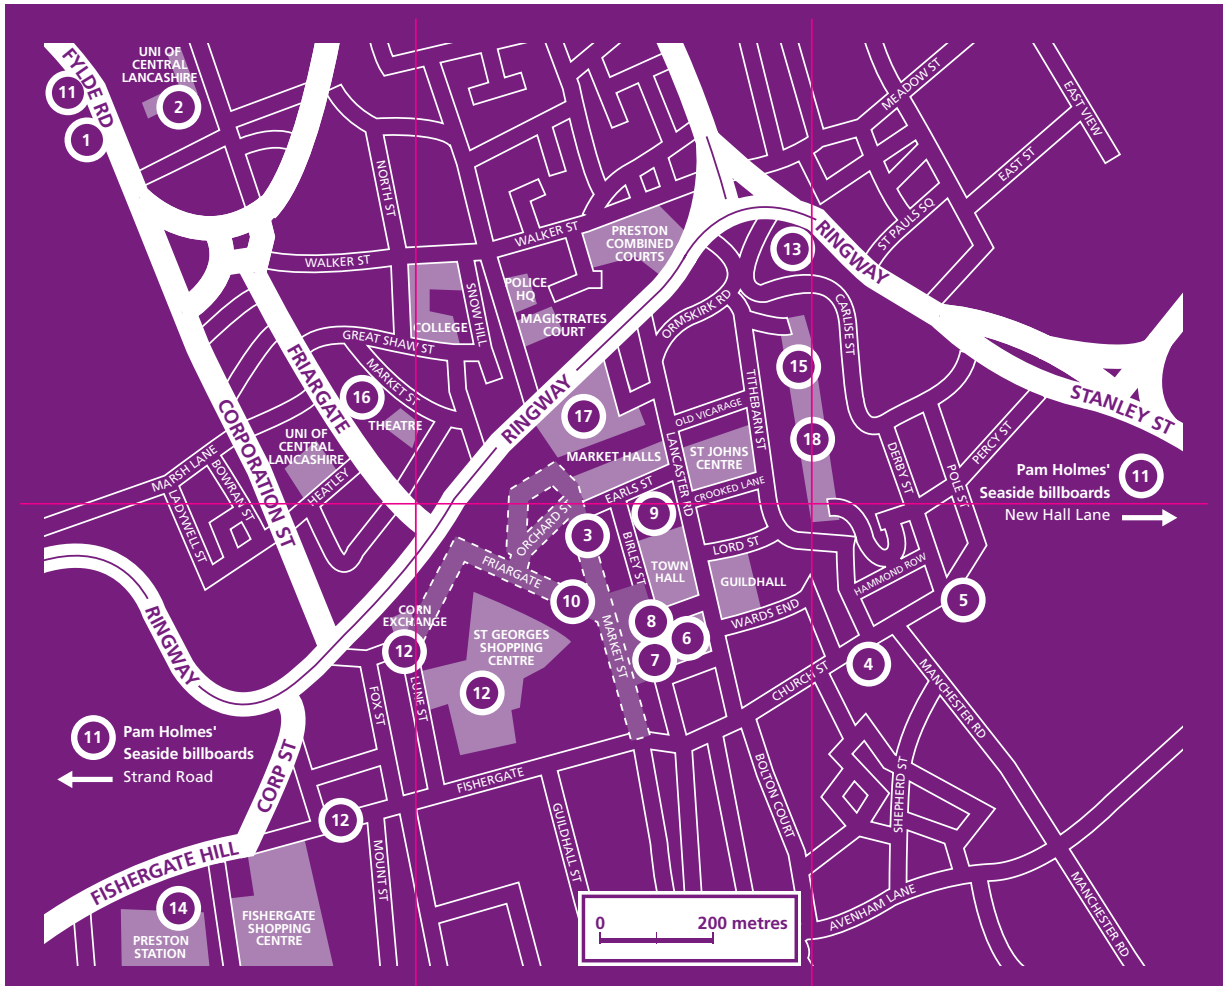 FYLDE RD
11
1
UNI OF
CENTRAL
LANCASHIRE
2
NORTH ST
WALKER ST
WALKER ST
PRESTON
COMBINED
COURTS
MEADOW ST
EAST VIEW
EAST ST
ST PAULS SQ
13
RINGWAY
POLICE
HQ
MAGISTRATES
COURT
SNOW HILL
COLLEGE
GREAT SHAW ST
MARKET ST
ORMSKIRK RD
CARLISE ST
FRIARGATE
16
THEATRE
RINGWAY
17
15
TITHEBARN ST
OLD VICARAGE
STANLEY ST
CORPORATION ST
UNI OF
CENTRAL
LANCASHIRE
HEATLEY
MARSH LANE
BOWRAN ST
LADYWELL ST
MARKET HALLS
LANCASTER RD
ST JOHNS
CENTRE
18
DERBY ST
PERCY ST
POLE ST
Pam Holmes'
Seaside billboards
11
New Hall Lane
EARLS ST
CROOKED LANE
9
ORCHARD ST
3
BIRLEY ST
LORD ST
TOWN
HALL
GUILDHALL
HAMMOND ROW
5
FRIARGATE
10
WARDS END
CORN
EXCHANGE
12
ST GEORGES
SHOPPING
CENTRE
12
MARKET ST
8
6
7
4
CHURCH ST
MANCHESTER RD
RINGWAY
FOX ST
LUNE ST
11
Pam Holmes'
Seaside billboards
Strand Road
CORP ST
FISHERGATE
BOLTON COURT
SHEPHERD ST
12
GUILDHALL ST
MOUNT ST
FISHERGATE HILL
14
PRESTON
STATION
FISHERGATE
SHOPPING
CENTRE
0
200 metres
AVENHAM LANE
MANCHESTER RD